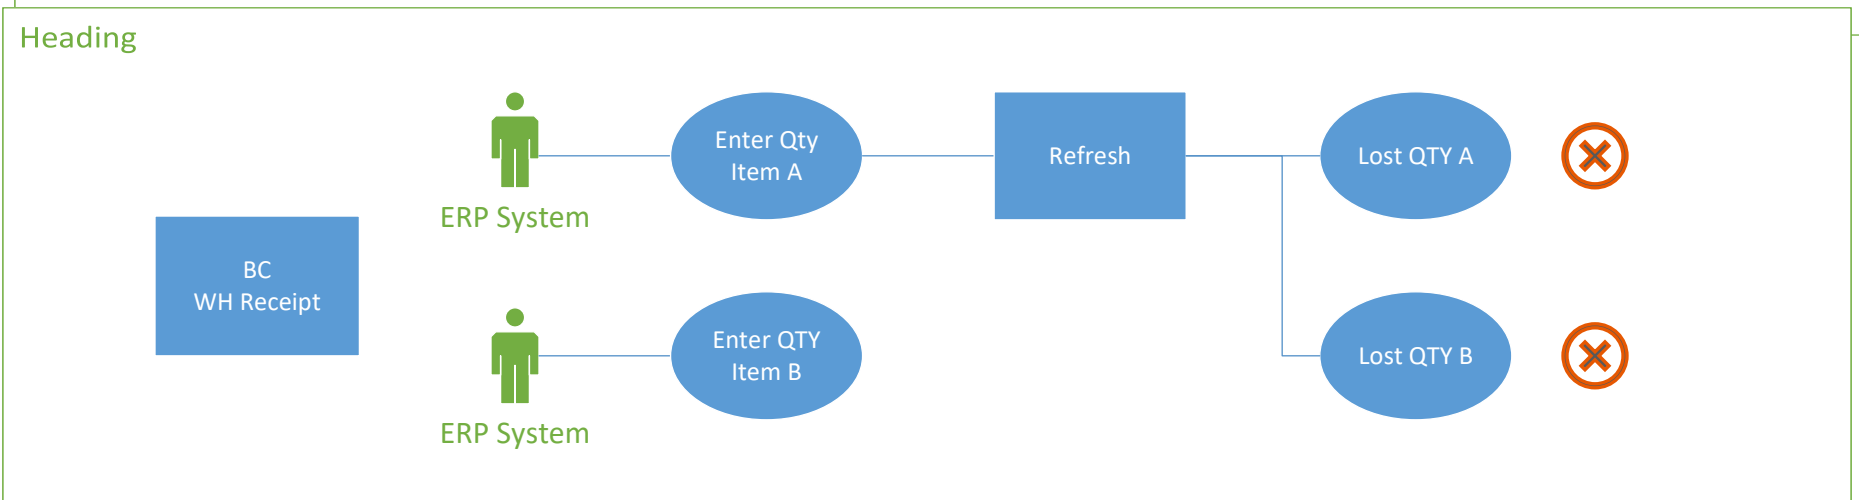 Heading
Enter Qty
Item A
Refresh
Lost QTY A
ERP System
BC
WH Receipt
Enter QTY
Item B
Lost QTY B
ERP System